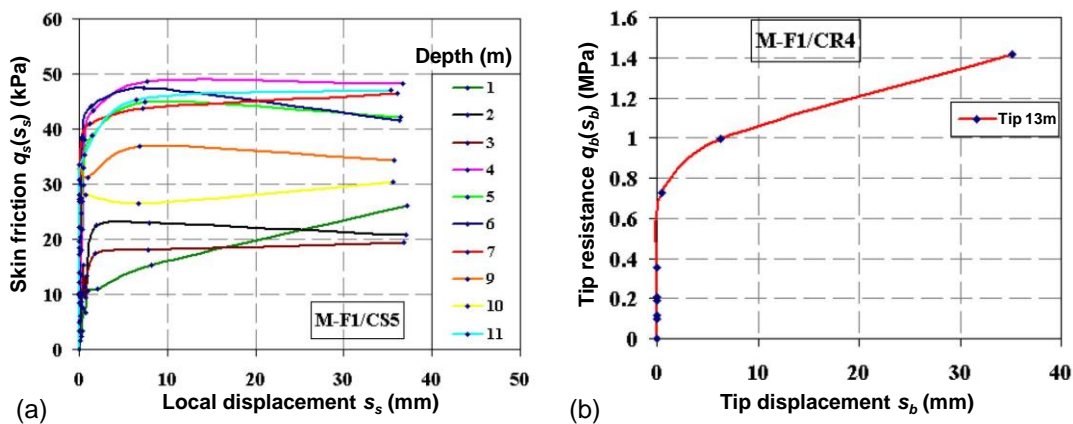 60
50
40
30
20
10
0
Skin friction qs(ss) (kPa)
Depth (m)
1
2
3
4
5
6
7
9
10
11
M-F1/CS5
0 10 20 30 40 50
(a) Local displacement ss (mm)
1.6
1.4
1.2
1
0.8
0.6
0.4
0.2
0
Tip resistance qb(sb) (MPa)
M-F1/CR4
Tip 13m
0 10 20 30 40
(b) Tip displacement sb (mm)